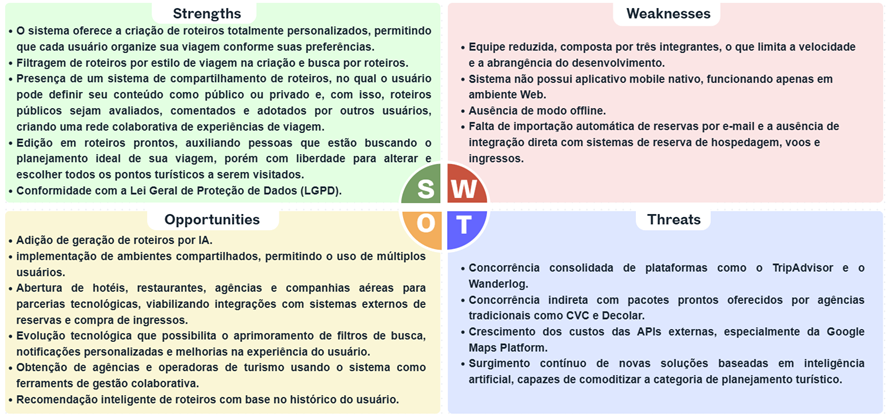 Strengths
• O sistema oferece a criação de roteiros totalmente personalizados, permitindo
que cada usuário organize sua viagem conforme suas preferências.
• Filtragem de roteiros por estilo de viagem na criação e busca por roteiros.
• Presença de um sistema de compartilhamento de roteiros, no qual o usuário
pode definir seu conteúdo como público ou privado e, com isso, roteiros
públicos sejam avaliados, comentados e adotados por outros usuários,
criando uma rede colaborativa de experiências de viagem.
• Edição em roteiros prontos, auxiliando pessoas que estão buscando o
planejamento ideal de sua viagem, porém com liberdade para alterar e
escolher todos os pontos turísticos a serem visitados.
• Conformidade com a Lei Geral de Proteção de Dados (LGPD).
Weaknesses
• Equipe reduzida, composta por três integrantes, o que limita a velocidade
e a abrangência do desenvolvimento.
• Sistema não possui aplicativo mobile nativo, funcionando apenas em
ambiente Web.
• Ausência de modo offline.
• Falta de importação automática de reservas por e-mail e a ausência de
integração direta com sistemas de reserva de hospedagem, voos e
ingressos.
S W
O T
Opportunities
• Adição de geração de roteiros por IA.
• implementação de ambientes compartilhados, permitindo o uso de múltiplos
usuários.
• Abertura de hotéis, restaurantes, agências e companhias aéreas para
parcerias tecnológicas, viabilizando integrações com sistemas externos de
reservas e compra de ingressos.
• Evolução tecnológica que possibilita o aprimoramento de filtros de busca,
notificações personalizadas e melhorias na experiência do usuário.
• Obtenção de agências e operadoras de turismo usando o sistema como
ferraments de gestão colaborativa.
• Recomendação inteligente de roteiros com base no histórico do usuário.
Threats
• Concorrência consolidada de plataformas como o TripAdvisor e o
Wanderlog.
• Concorrência indireta com pacotes prontos oferecidos por agências
tradicionais como CVC e Decolar.
• Crescimento dos custos das APIs externas, especialmente da Google
Maps Platform.
• Surgimento contínuo de novas soluções baseadas em inteligência
artificial, capazes de comoditizar a categoria de planejamento turístico.